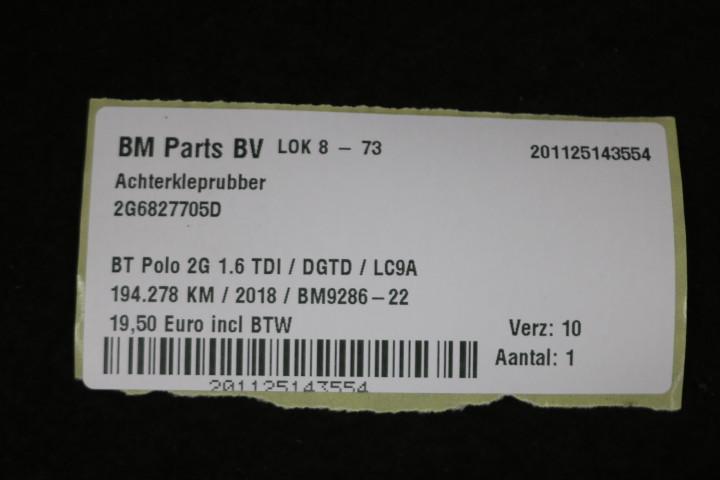 BM Parts BV LOK 8 - 73 201125143554
Achterkleprubber
2G6827705D
BT Polo 2G 1.6 TDI / DGTD / LC9A
194.278 KM / 2018 / BM9286-22
19,50 Euro incl BTW Verz: 10
Aantal: 1
201125143554